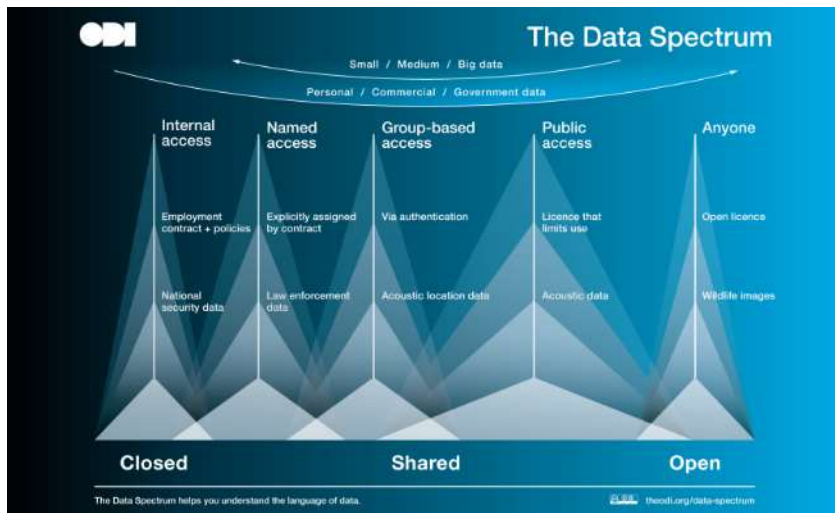 ODI
The Data Spectrum
Small / Medium / Big data
Personal / Commercial / Government data
Internal
access
Named
access
Group-based
access
Public
access
Anyone
Employment
contract + policies
Explicitly assigned
by contract
Via authentication
Licence that
limits use
Open licence
National
security data
Law enforcement
data
Acoustic location data
Acoustic data
Wildlife images
Closed
Shared
Open
The Data Spectrum helps you understand the language of data.
theodi.org/data-spectrum